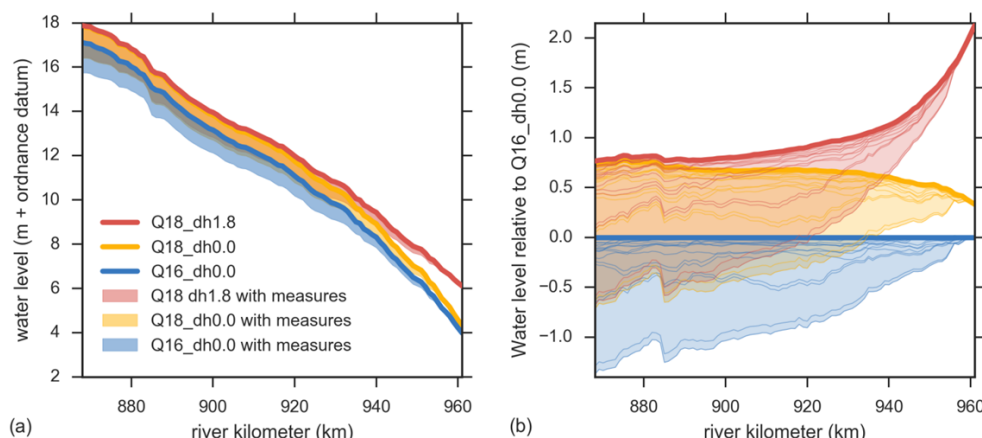 18
16
14
12
10
8
6
4
2
water level (m + ordnance datum)
Q18_dh1.8
Q18_dh0.0
Q16_dh0.0
Q18 dh1.8 with measures
Q18_dh0.0 with measures
Q16_dh0.0 with measures
880 900 920 940 960
(a) river kilometer (km)
2.0
1.5
1.0
0.5
0.0
−0.5
−1.0
Water level relative to Q16_dh0.0 (m)
880 900 920 940 960
(b) river kilometer (km)